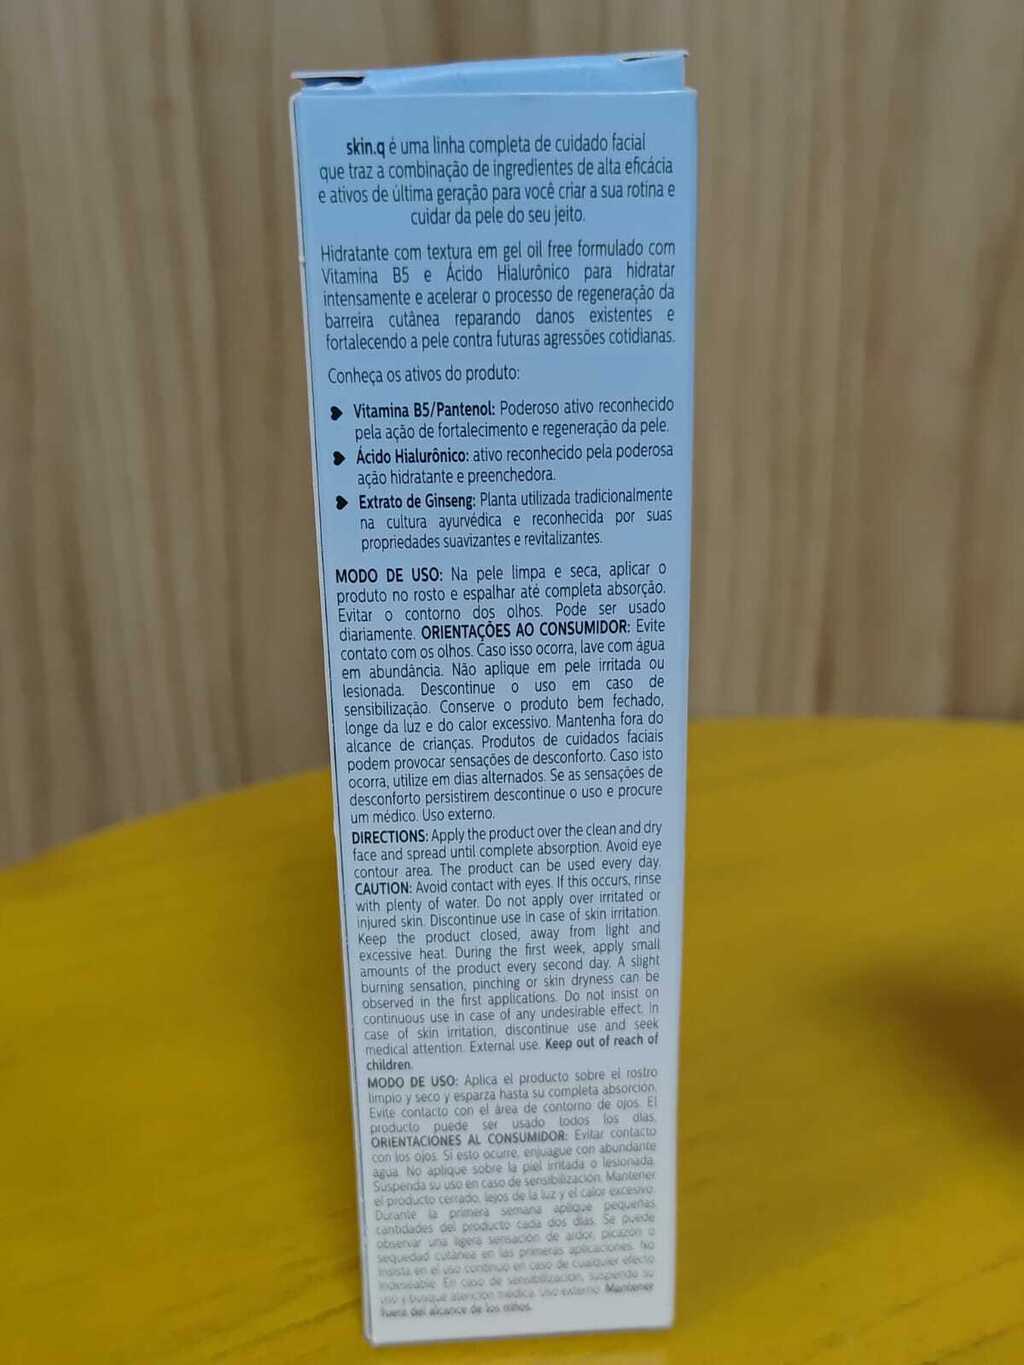 skin.q é uma linha completa de cuidado facial
que traz a combinação de ingredientes de alta eficácia
e ativos de última geração para você criar a sua rotina e
cuidar da pele do seu jeito.
Hidratante com textura em gel oil free formulado com
Vitamina B5 e Ácido Hialurônico para hidratar
intensamente e acelerar o processo de regeneração da
barreira cutânea reparando danos existentes e
fortalecendo a pele contra futuras agressões cotidianas.
Conheça os ativos do produto:
Vitamina B5/Pantenol: Poderoso ativo reconhecido
pela ação de fortalecimento e regeneração da pele.
Ácido Hialurônico: ativo reconhecido pela poderosa
ação hidratante e preenchedora.
Extrato de Ginseng: Planta utilizada tradicionalmente
na cultura ayurvédica e reconhecida por suas
propriedades suavizantes e revitalizantes.
MODO DE USO: Na pele limpa e seca, aplicar o
produto no rosto e espalhar até completa absorção.
Evitar o contorno dos olhos. Pode ser usado
diariamente. ORIENTAÇÕES AO CONSUMIDOR: Evite
contato com os olhos. Caso isso ocorra, lave com água
em abundância. Não aplique em pele irritada ou
lesionada. Descontinue o uso em caso de
sensibilização. Conserve o produto bem fechado,
longe da luz e do calor excessivo. Mantenha fora do
alcance de crianças. Produtos de cuidados faciais
podem provocar sensações de desconforto. Caso isto
ocorra, utilize em dias alternados. Se as sensações de
desconforto persistirem descontinue o uso e procure
um médico. Uso externo.
DIRECTIONS: Apply the product over the clean and dry
face and spread until complete absorption. Avoid eye
contour area. The product can be used every day.
CAUTION: Avoid contact with eyes. If this occurs, rinse
with plenty of water. Do not apply over irritated or
injured skin. Discontinue use in case of skin irritation.
Keep the product closed, away from light and
excessive heat. During the first week, apply small
amounts of the product every second day. A slight
burning sensation, pinching or skin dryness can be
observed in the first applications. Do not insist on
continuous use in case of any undesirable effect. In
case of skin irritation, discontinue use and seek
medical attention. External use. Keep out of reach of
children.
MODO DE USO: Aplica el producto sobre el rostro
limpio y seco y esparza hasta su completa absorción.
Evite contacto con el área de contorno de ojos. El
producto puede ser usado todos los días.
ORIENTACIONES AL CONSUMIDOR: Evitar contacto
con los ojos. Si esto ocurre, enjuague con abundante
agua. No aplique sobre la piel irritada o lesionada.
Suspenda su uso en caso de sensibilización. Mantener
el producto cerrado, lejos de la luz y el calor excesivo.
Durante la primera semana aplique pequeñas
cantidades del producto cada dos días. Se puede
observar una ligera sensación de ardor, picazón o
sequedad cutánea en las primeras aplicaciones. No
insista en el uso continuo en caso de cualquier efecto
indeseable. En caso de sensibilización, suspenda su
uso y busque atención médica. Uso externo. Mantener
fuera del alcance de los niños.